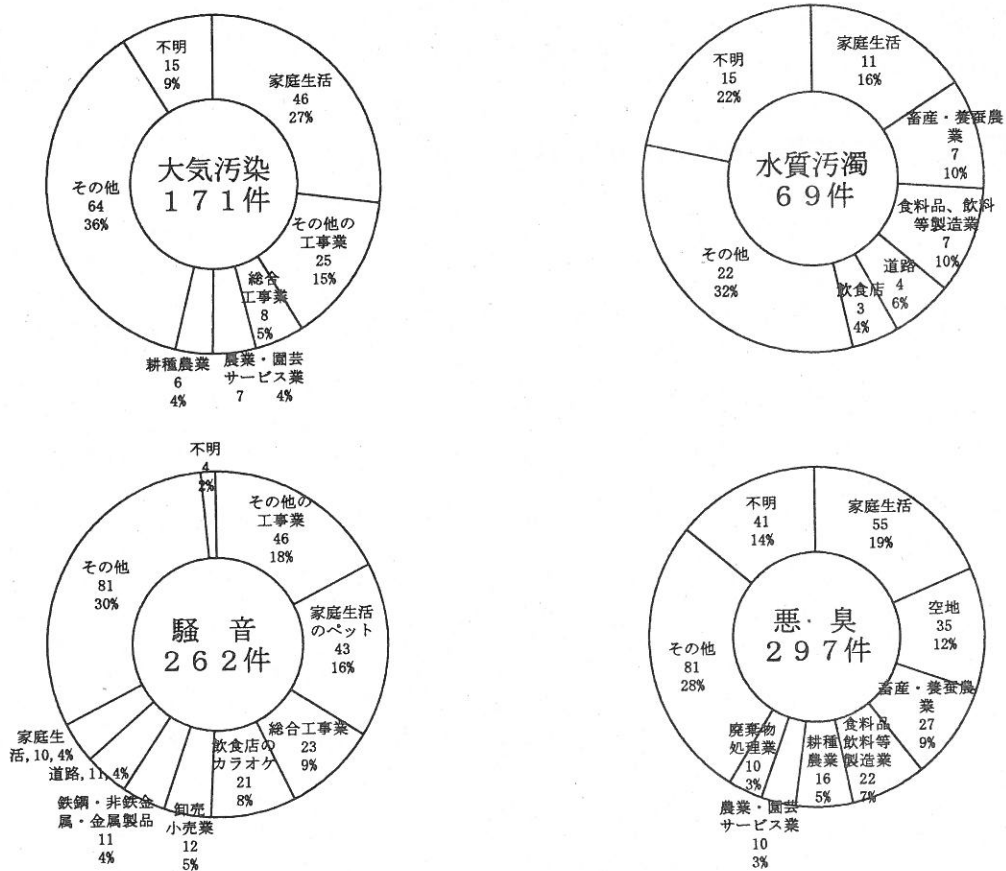 不明
15
9%
家庭生活
46
27%
大気汚染
１７１件
その他
64
36%
その他の
工事業
25
15%
総合
工事業
8
5%
農業・園芸
サービス業
7 4%
耕種農業
6
4%
不明
15
22%
家庭生活
11
16%
畜産・養蚕農
業
7
10%
水質汚濁
６９件
食料品、飲料
等製造業
7
10%
その他
22
32%
道路
4
6%
飲食店
3
4%
不明
4
2%
その他の
工事業
46
18%
その他
81
30%
騒 音
２６２件
家庭生活
のペット
43
16%
総合工事業
23
9%
飲食店の
カラオケ
21
8%
卸売
小売業
12
5%
家庭生
活,10,4%
道路,11,4%
鉄鋼・非鉄金
属・金属製品
11
4%
不明
41
14%
家庭生活
55
19%
悪 臭
２９７件
空地
35
12%
その他
81
28%
畜産・養蚕農
業
27
9%
食料品
飲料等
製造業
22
7%
耕種
農業
16
5%
廃棄物
処理業
10
3%
農業・園芸
サービス業
10
3%